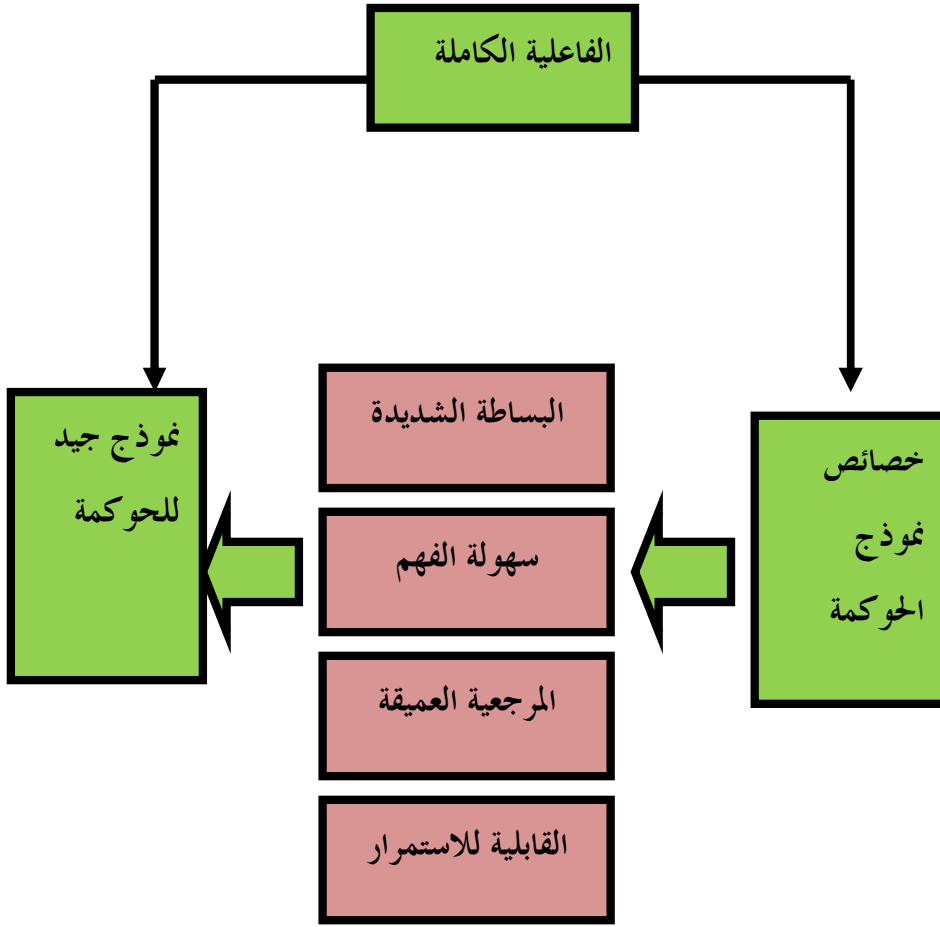 الفاعلية الكاملة
خصائص
نموذج
الحوكمة
البساطة الشديدة
سهولة الفهم
المرجعية العميقة
القابلية للاستمرار
نموذج جيد
للحوكمة